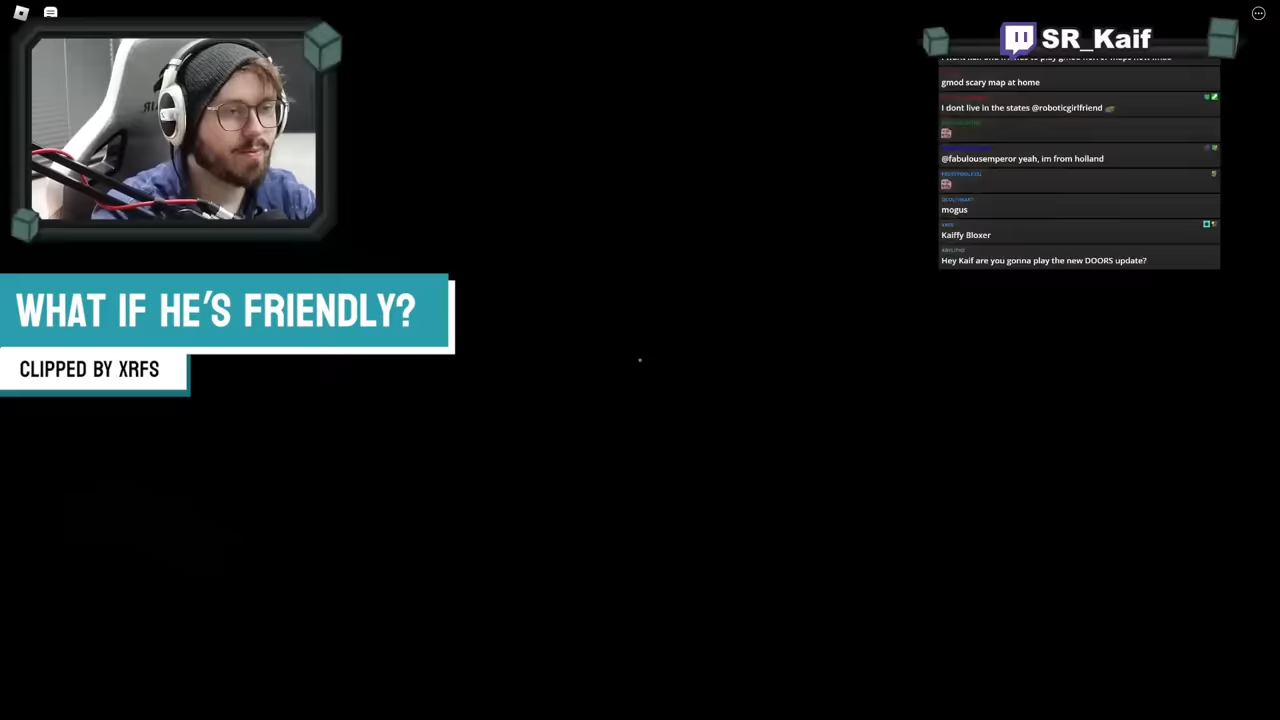 SR_Kaif
gmod scary map at home
I dont live in the states @roboticgirlfriend
@fabulousemperor yeah, im from holland
mogus
Kaiffy Bloxer
Hey Kaif are you gonna play the new DOORS update?
WHAT IF HE'S FRIENDLY?
CLIPPED BY XRFS